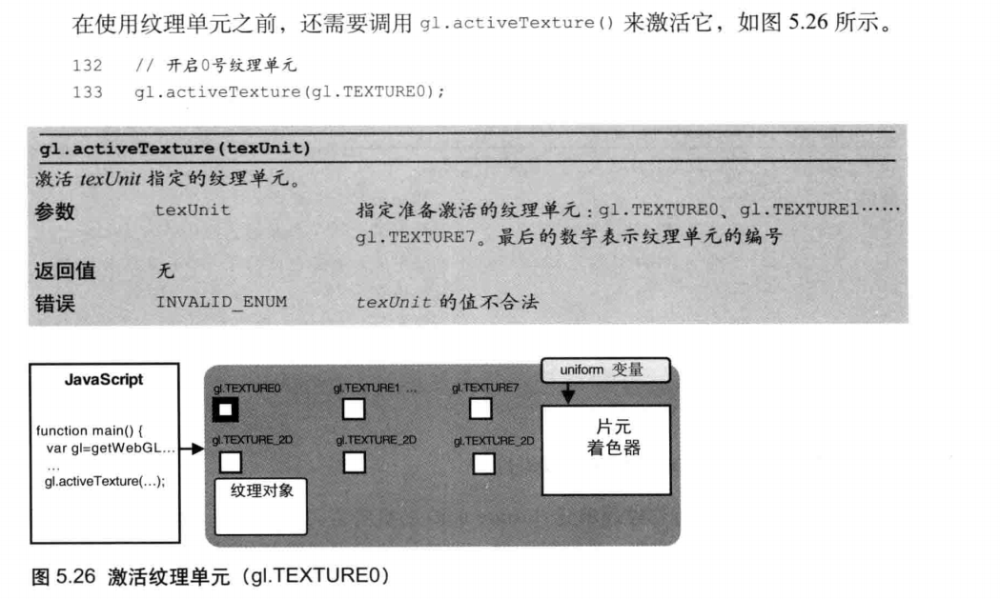 在使用纹理单元之前，还需要调用 gl.activeTexture() 来激活它，如图 5.26 所示。
132 // 开启0号纹理单元
133 gl.activeTexture(gl.TEXTURE0);
gl.activeTexture(texUnit)
激活 texUnit 指定的纹理单元。
参数 texUnit 指定准备激活的纹理单元：gl.TEXTURE0、gl.TEXTURE1……
gl.TEXTURE7。最后的数字表示纹理单元的编号
返回值 无
错误 INVALID_ENUM texUnit 的值不合法
JavaScript
function main() {
var gl=getWebGL…
…
gl.activeTexture(…);
gl.TEXTURE0 gl.TEXTURE1 … gl.TEXTURE7
gl.TEXTURE_2D gl.TEXTURE_2D gl.TEXTURE_2D
纹理对象
uniform 变量
片元
着色器
图 5.26 激活纹理单元（gl.TEXTURE0）